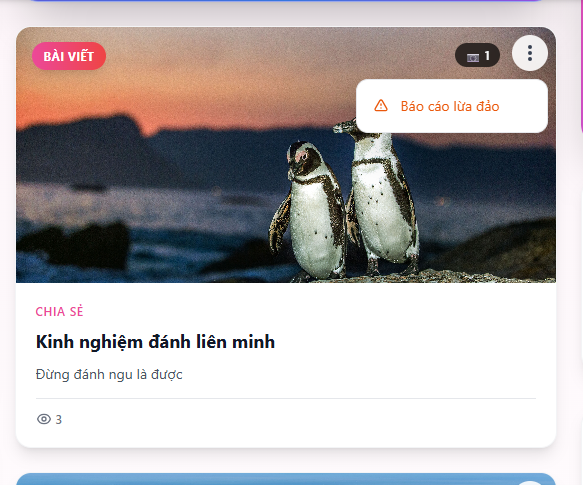 BÀI VIẾT
1
Báo cáo lừa đảo
CHIA SẺ
Kinh nghiệm đánh liên minh
Đừng đánh ngu là được
3